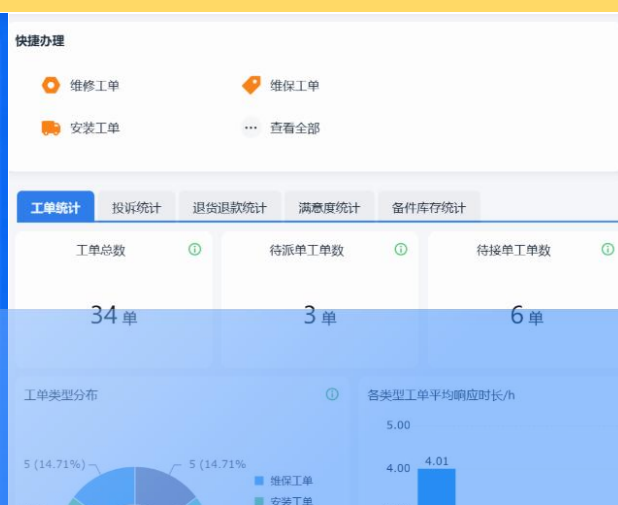 快捷办理
维修工单 维保工单
安装工单 查看全部
工单统计 投诉统计 退货退款统计 满意度统计 备件库存统计
工单总数 待派单工单数 待接单工单数
34 单 3 单 6 单
工单类型分布 各类型工单平均响应时长/h
5.00
5 (14.71%) 5 (14.71% 4.00 4.01
维保工单
安装工单